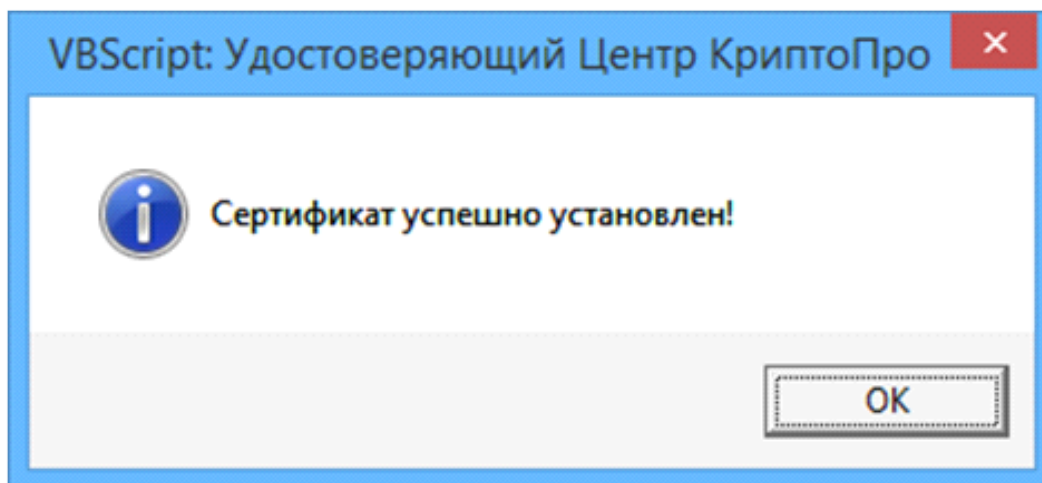 VBScript: Удостоверяющий Центр КриптоПро
Сертификат успешно установлен!
OK